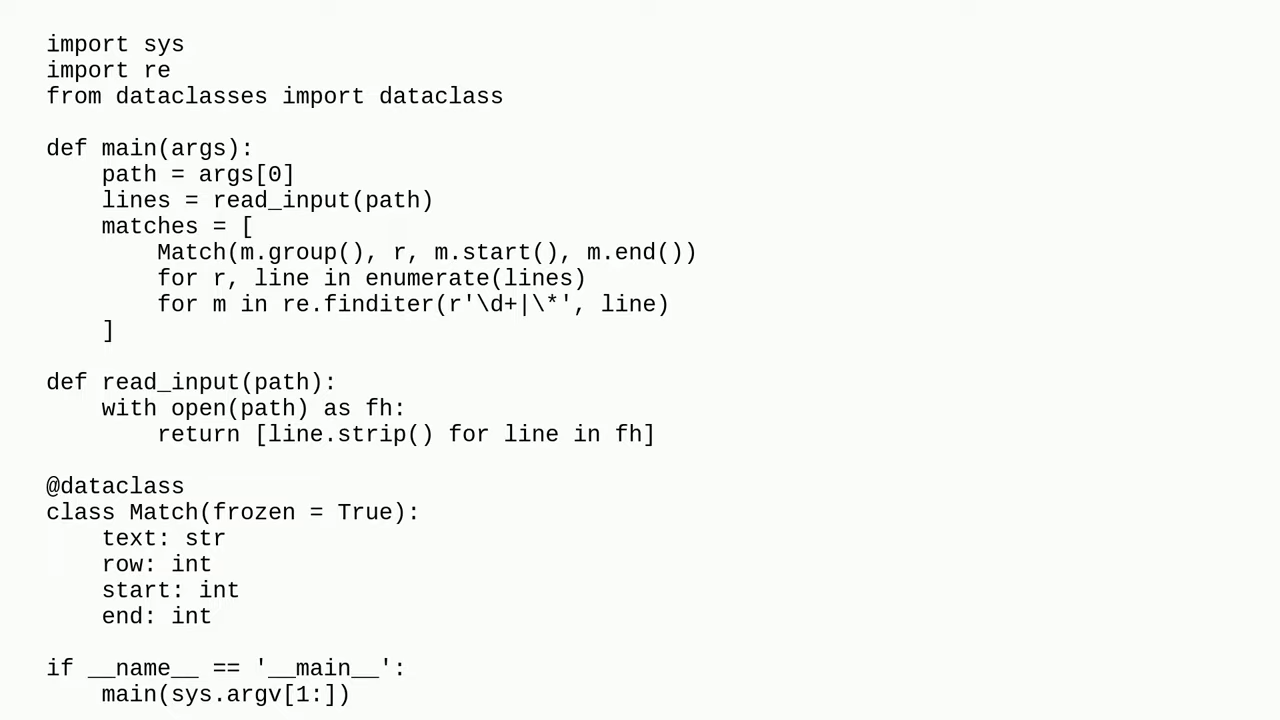 import sys
import re
from dataclasses import dataclass

def main(args):
    path = args[0]
    lines = read_input(path)
    matches = [
        Match(m.group(), r, m.start(), m.end())
        for r, line in enumerate(lines)
        for m in re.finditer(r'\d+|\*', line)
    ]

def read_input(path):
    with open(path) as fh:
        return [line.strip() for line in fh]

@dataclass
class Match(frozen = True):
    text: str
    row: int
    start: int
    end: int

if __name__ == '__main__':
    main(sys.argv[1:])